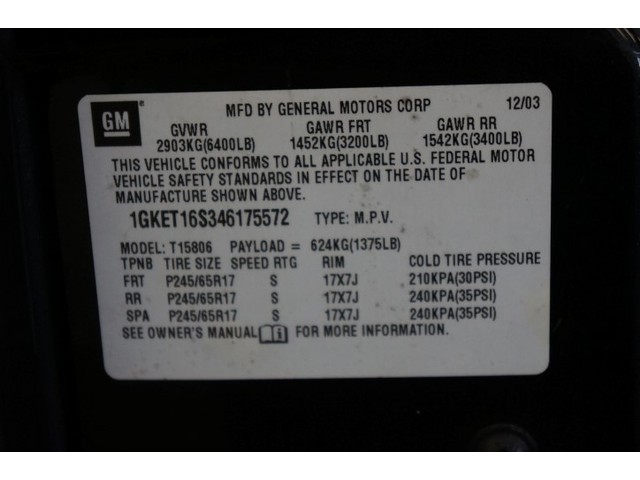 GM ® MFD BY GENERAL MOTORS CORP 12/03
GVWR GAWR FRT GAWR RR
2903KG(6400LB) 1452KG(3200LB) 1542KG(3400LB)
THIS VEHICLE CONFORMS TO ALL APPLICABLE U.S. FEDERAL MOTOR
VEHICLE SAFETY STANDARDS IN EFFECT ON THE DATE OF
MANUFACTURE SHOWN ABOVE.
1GKET16S346175572 TYPE: M.P.V.
MODEL: T15806 PAYLOAD = 624KG(1375LB)
TPNB TIRE SIZE SPEED RTG RIM COLD TIRE PRESSURE
FRT P245/65R17 S 17X7J 210KPA(30PSI)
RR P245/65R17 S 17X7J 240KPA(35PSI)
SPA P245/65R17 S 17X7J 240KPA(35PSI)
SEE OWNER'S MANUAL FOR MORE INFORMATION.